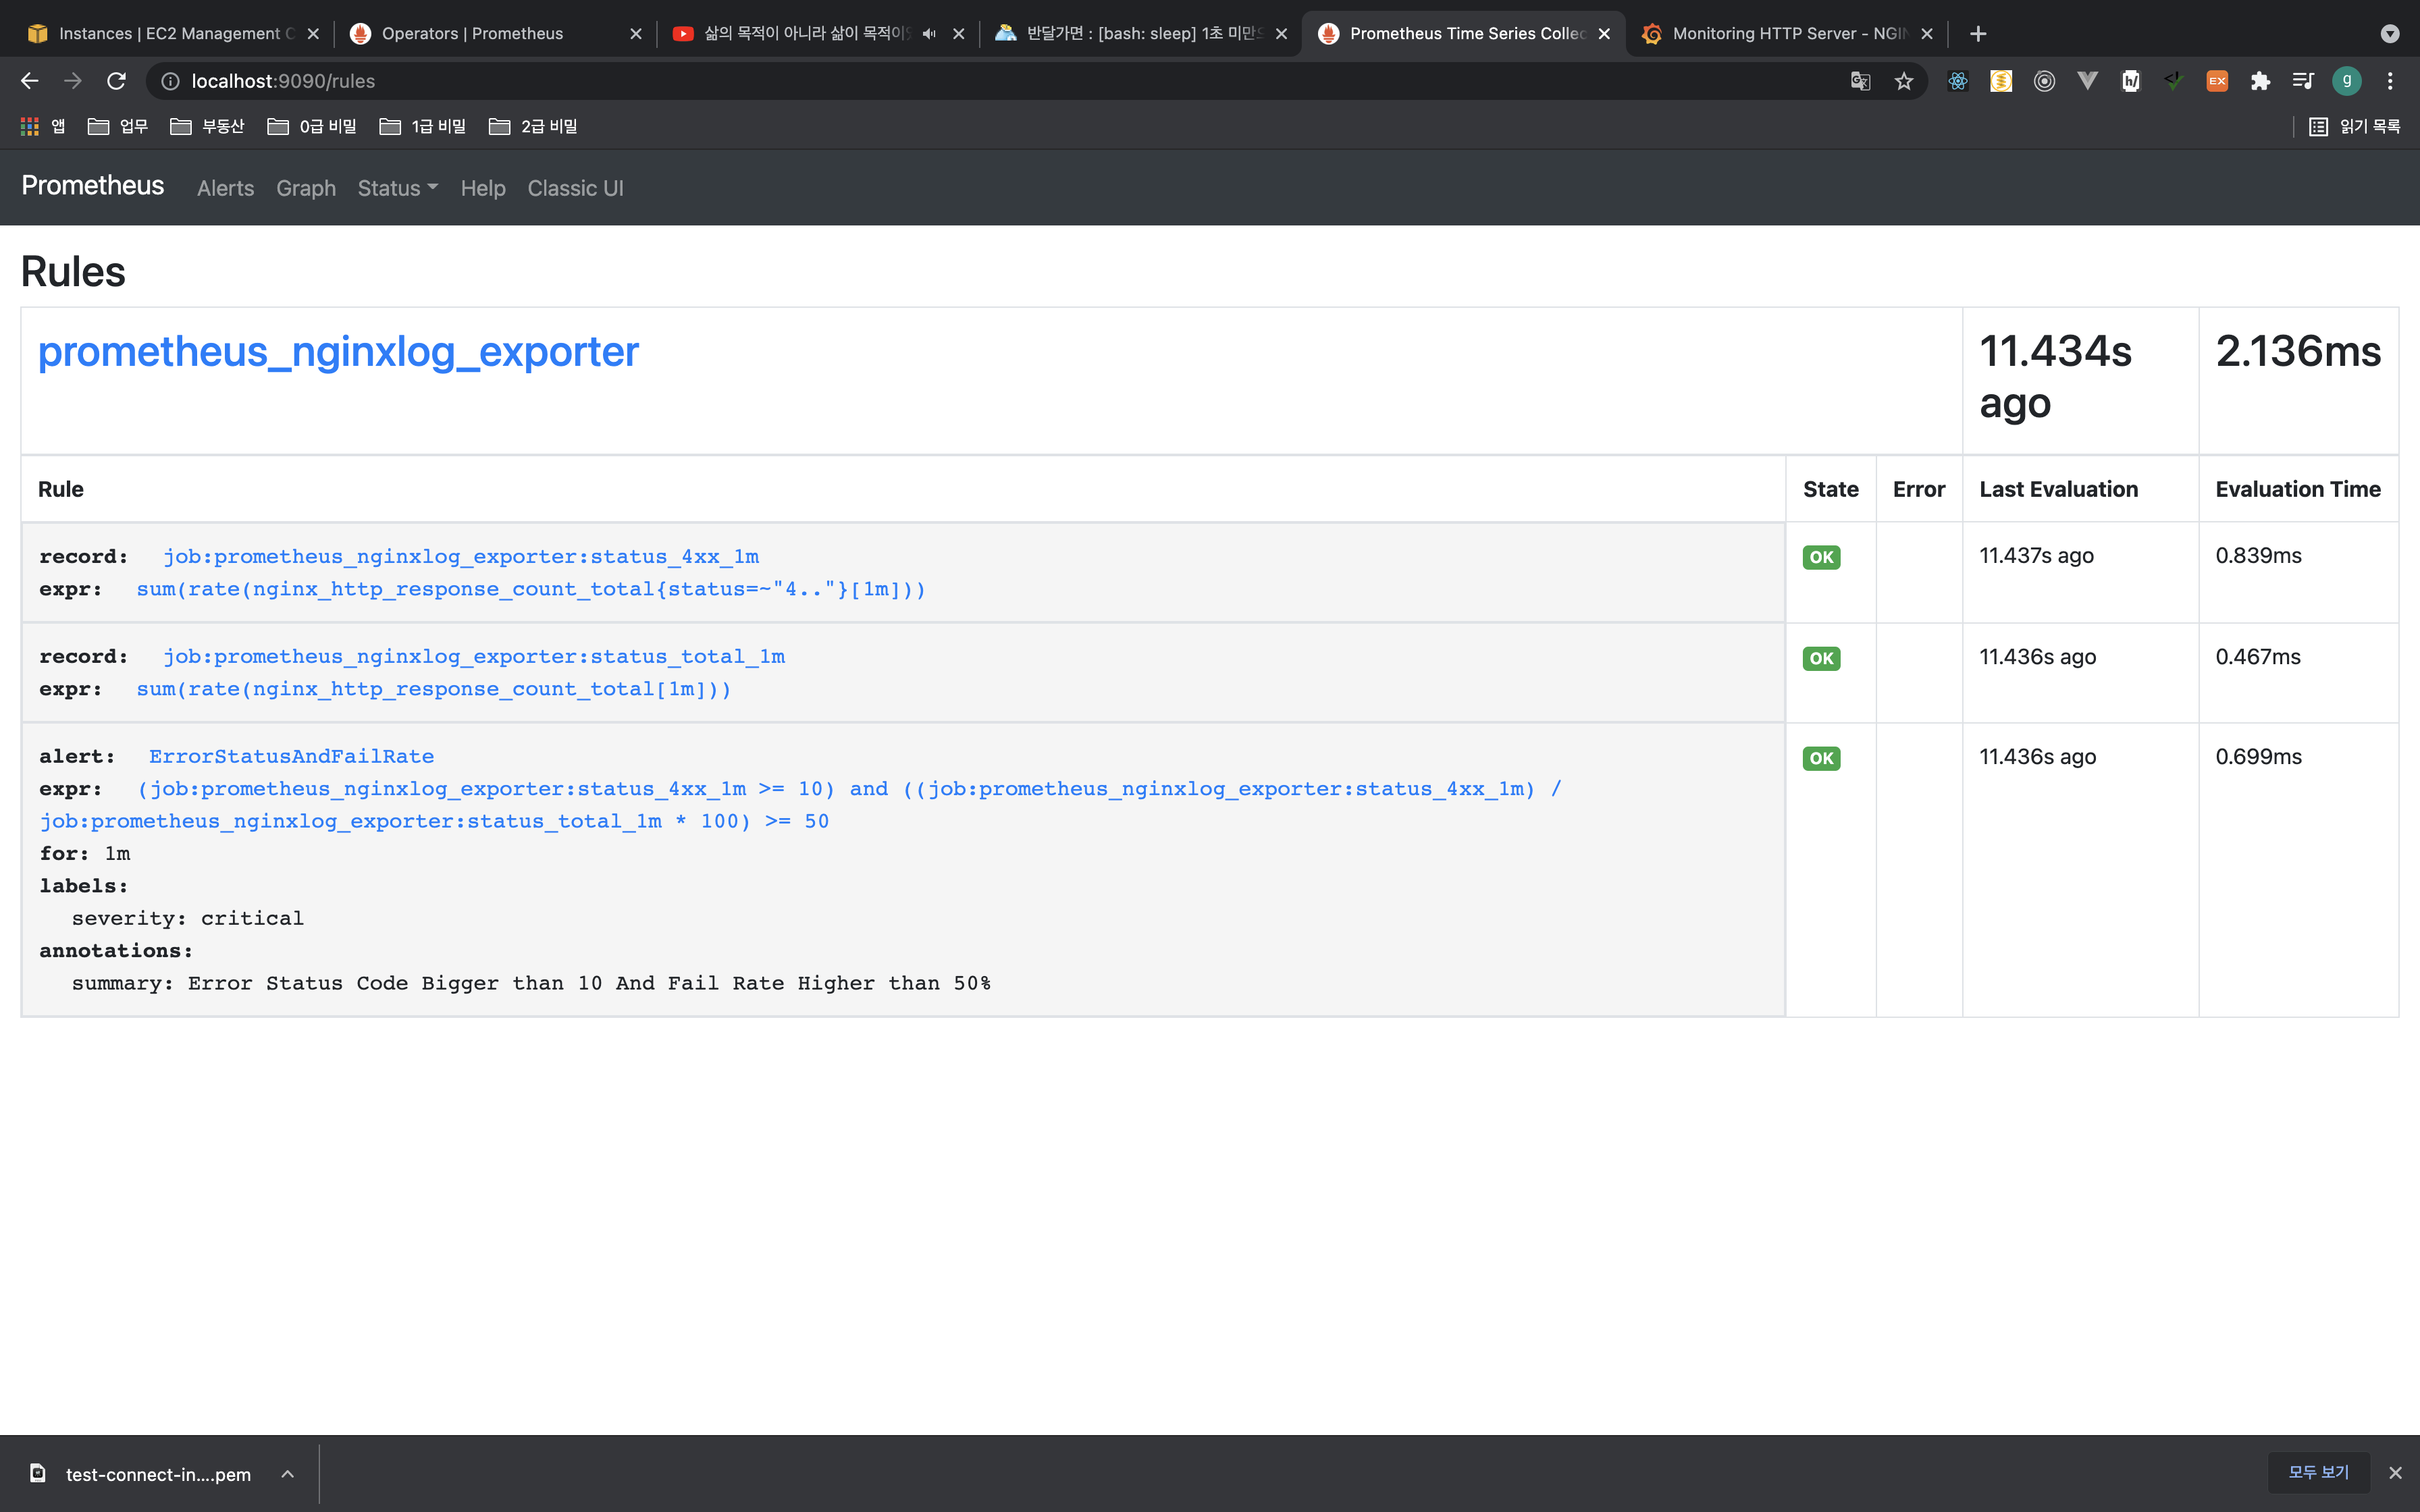 Instances | EC2 Management C
Operators | Prometheus
삶의 목적이 아니라 삶이 목적이
반달가면 : [bash: sleep] 1초 미만
Prometheus Time Series Collec
Monitoring HTTP Server - NGIN
localhost:9090/rules
앱
업무
부동산
0급 비밀
1급 비밀
2급 비밀
읽기 목록
Prometheus
Alerts
Graph
Status
Help
Classic UI
Rules
prometheus_nginxlog_exporter
11.434s ago
2.136ms
Rule
State
Error
Last Evaluation
Evaluation Time
record: job:prometheus_nginxlog_exporter:status_4xx_1m
expr: sum(rate(nginx_http_response_count_total{status=~"4.."}[1m]))
OK
11.437s ago
0.839ms
record: job:prometheus_nginxlog_exporter:status_total_1m
expr: sum(rate(nginx_http_response_count_total[1m]))
OK
11.436s ago
0.467ms
alert: ErrorStatusAndFailRate
expr: (job:prometheus_nginxlog_exporter:status_4xx_1m >= 10) and ((job:prometheus_nginxlog_exporter:status_4xx_1m) /
job:prometheus_nginxlog_exporter:status_total_1m * 100) >= 50
for: 1m
labels:
severity: critical
annotations:
summary: Error Status Code Bigger than 10 And Fail Rate Higher than 50%
OK
11.436s ago
0.699ms
test-connect-in....pem
모두 보기